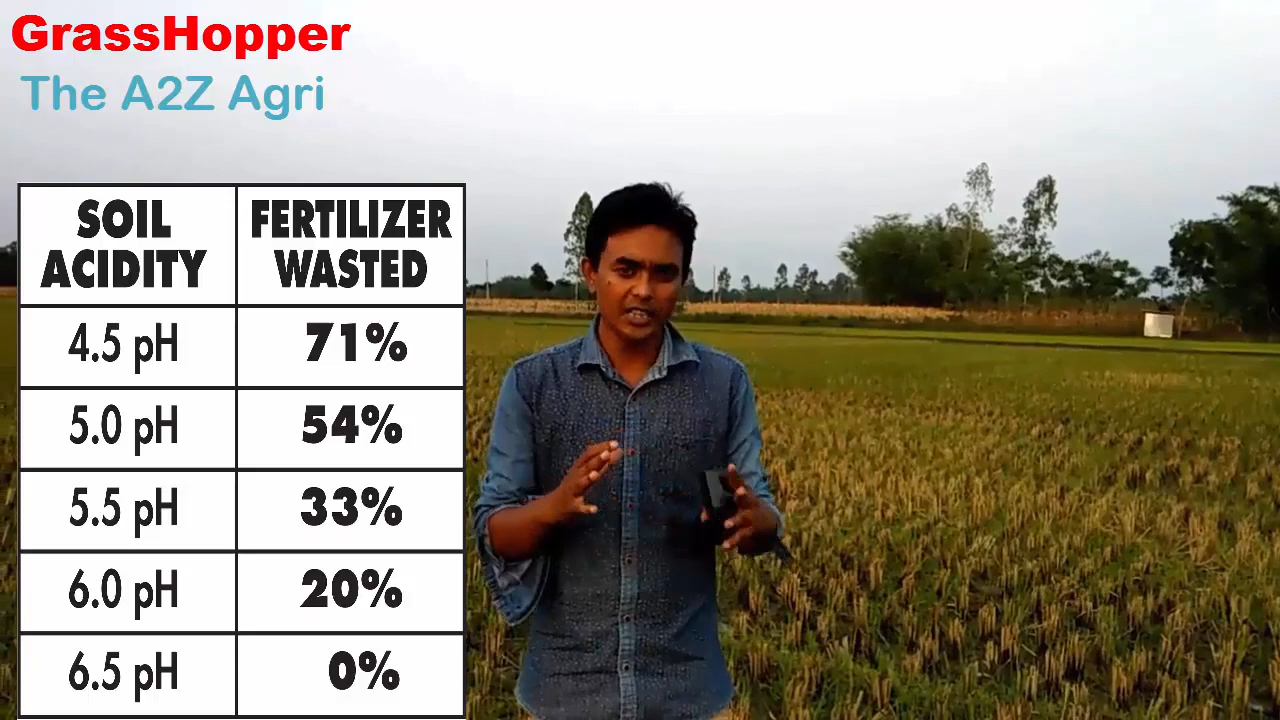 GrassHopper
The A2Z Agri
SOIL ACIDITY FERTILIZER WASTED
4.5 pH 71%
5.0 pH 54%
5.5 pH 33%
6.0 pH 20%
6.5 pH 0%